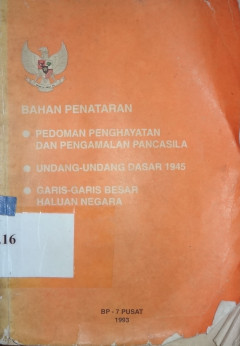 BAHAN PENATARAN
PEDOMAN PENGHAYATAN
DAN PENGAMALAN PANCASILA
UNDANG-UNDANG DASAR 1945
GARIS-GARIS BESAR
HALUAN NEGARA
.16
BP - 7 PUSAT
1993